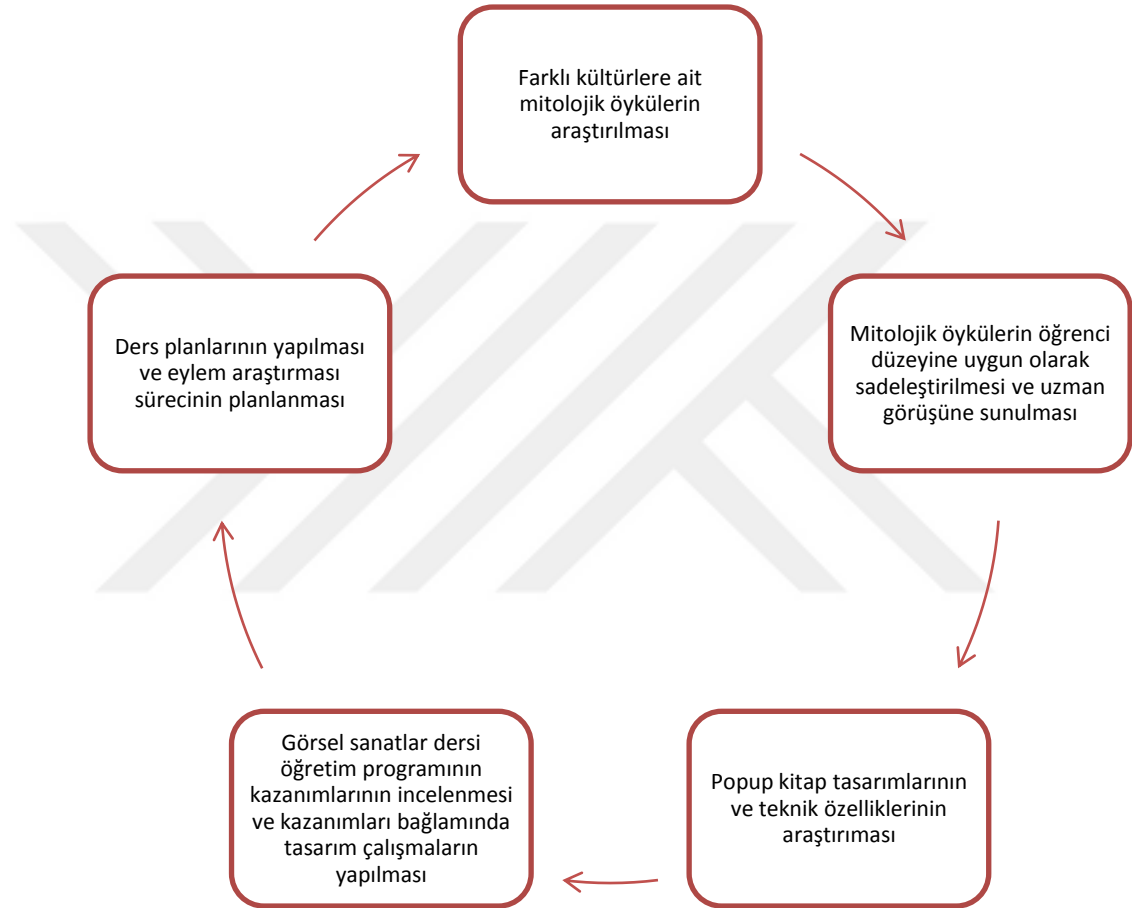 Farklı kültürlere ait
mitolojik öykülerin
araştırılması
Mitolojik öykülerin öğrenci
düzeyine uygun olarak
sadeleştirilmesi ve uzman
görüşüne sunulması
Popup kitap tasarımlarının
ve teknik özelliklerinin
araştırıması
Görsel sanatlar dersi
öğretim programının
kazanımlarının incelenmesi
ve kazanımları bağlamında
tasarım çalışmaların
yapılması
Ders planlarının yapılması
ve eylem araştırması
sürecinin planlanması